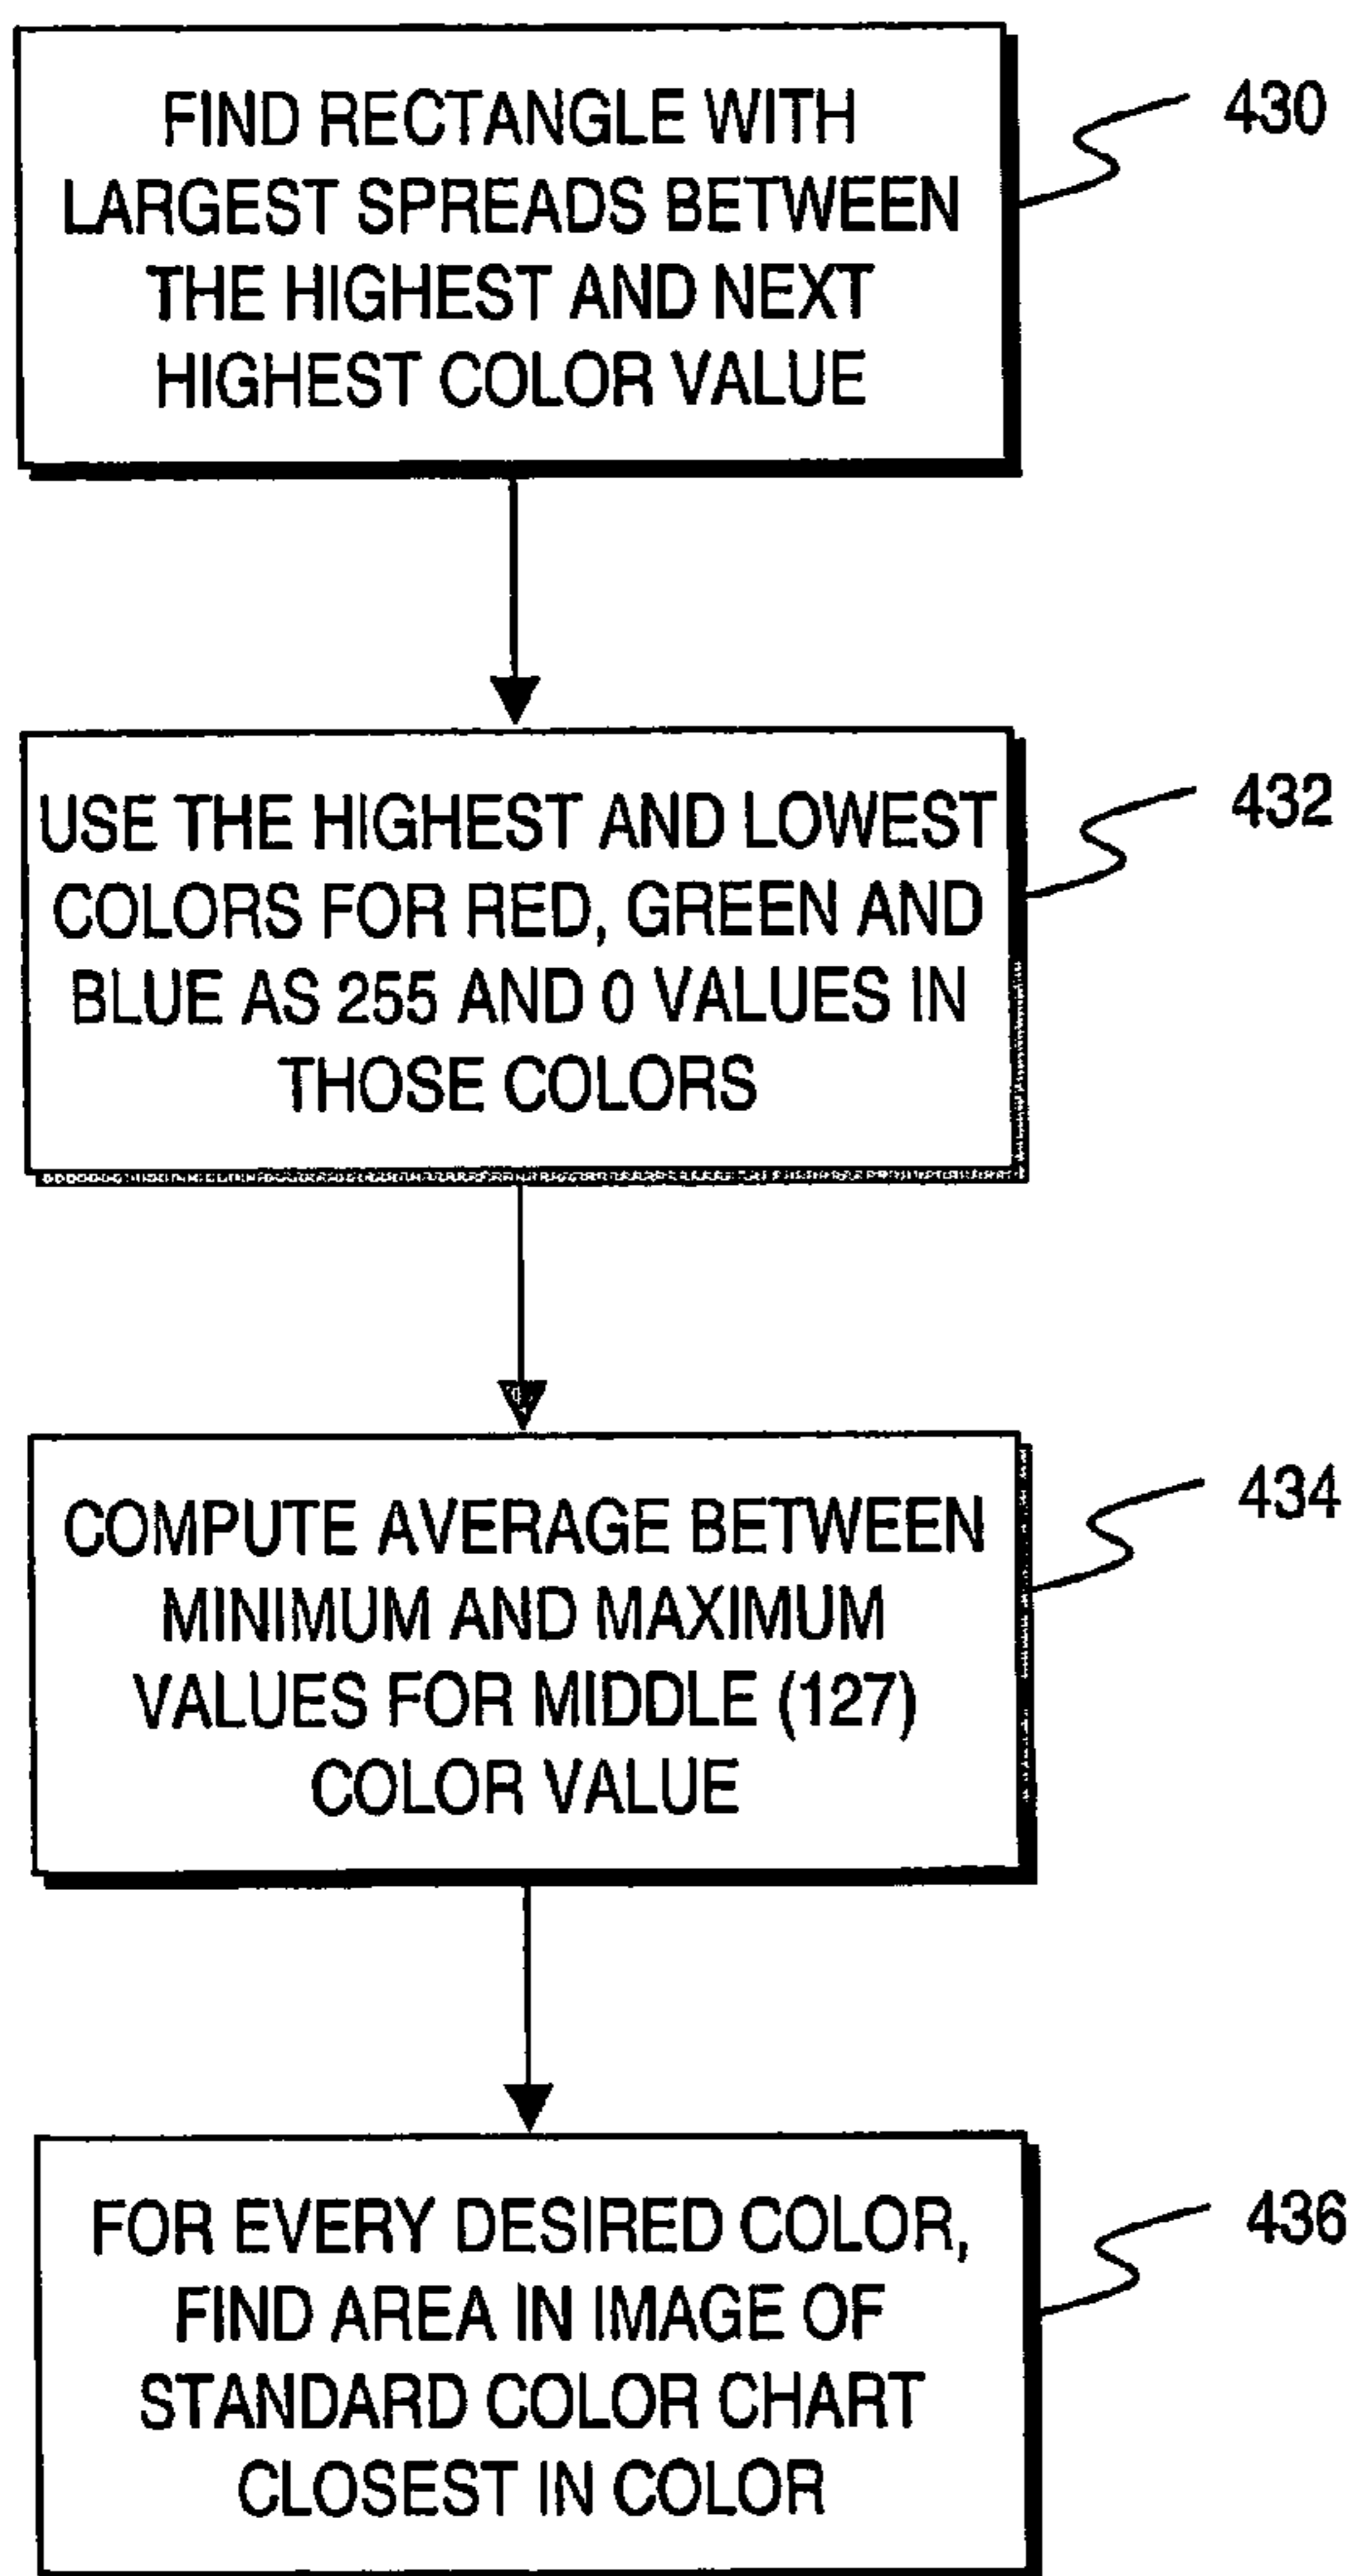 FIND RECTANGLE WITH
LARGEST SPREADS BETWEEN
THE HIGHEST AND NEXT
HIGHEST COLOR VALUE
430
USE THE HIGHEST AND LOWEST
COLORS FOR RED, GREEN AND
BLUE AS 255 AND 0 VALUES IN
THOSE COLORS
432
COMPUTE AVERAGE BETWEEN
MINIMUM AND MAXIMUM
VALUES FOR MIDDLE (127)
COLOR VALUE
434
FOR EVERY DESIRED COLOR,
FIND AREA IN IMAGE OF
STANDARD COLOR CHART
CLOSEST IN COLOR
436